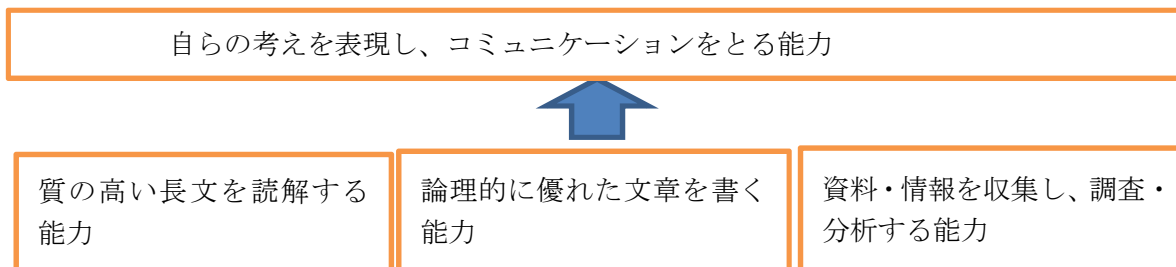 自らの考えを表現し、コミュニケーションをとる能力
質の高い長文を読解する
能力
論理的に優れた文章を書く
能力
資料・情報を収集し、調査・
分析する能力